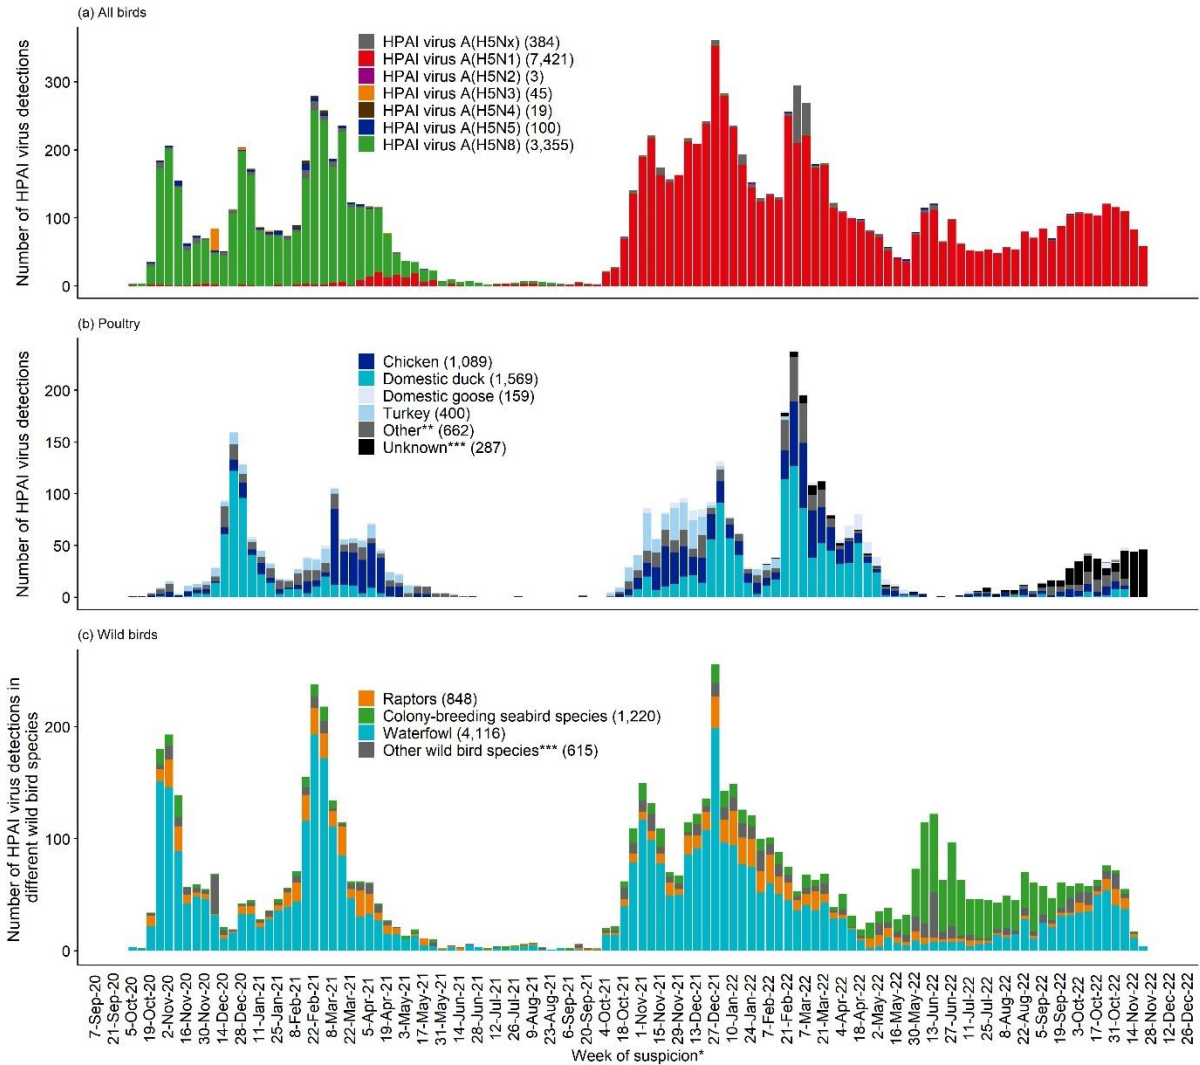 (a) All birds
Number of HPAI virus detections
300
200
100
0
HPAI virus A(H5Nx) (384)
HPAI virus A(H5N1) (7,421)
HPAI virus A(H5N2) (3)
HPAI virus A(H5N3) (45)
HPAI virus A(H5N4) (19)
HPAI virus A(H5N5) (100)
HPAI virus A(H5N8) (3,355)
(b) Poultry
Number of HPAI virus detections
200
150
100
50
0
Chicken (1,089)
Domestic duck (1,569)
Domestic goose (159)
Turkey (400)
Other** (662)
Unknown*** (287)
(c) Wild birds
Number of HPAI virus detections in
different wild bird species
200
100
0
Raptors (848)
Colony-breeding seabird species (1,220)
Waterfowl (4,116)
Other wild bird species*** (615)
7-Sep-20
21-Sep-20
5-Oct-20
19-Oct-20
2-Nov-20
16-Nov-20
30-Nov-20
14-Dec-20
28-Dec-20
11-Jan-21
25-Jan-21
8-Feb-21
22-Feb-21
8-Mar-21
22-Mar-21
5-Apr-21
19-Apr-21
3-May-21
17-May-21
31-May-21
14-Jun-21
28-Jun-21
12-Jul-21
26-Jul-21
9-Aug-21
23-Aug-21
6-Sep-21
20-Sep-21
4-Oct-21
18-Oct-21
1-Nov-21
15-Nov-21
29-Nov-21
13-Dec-21
27-Dec-21
10-Jan-22
24-Jan-22
7-Feb-22
21-Feb-22
7-Mar-22
21-Mar-22
4-Apr-22
18-Apr-22
2-May-22
16-May-22
30-May-22
13-Jun-22
27-Jun-22
11-Jul-22
25-Jul-22
8-Aug-22
22-Aug-22
5-Sep-22
19-Sep-22
3-Oct-22
17-Oct-22
31-Oct-22
14-Nov-22
28-Nov-22
12-Dec-22
26-Dec-22
Week of suspicion*